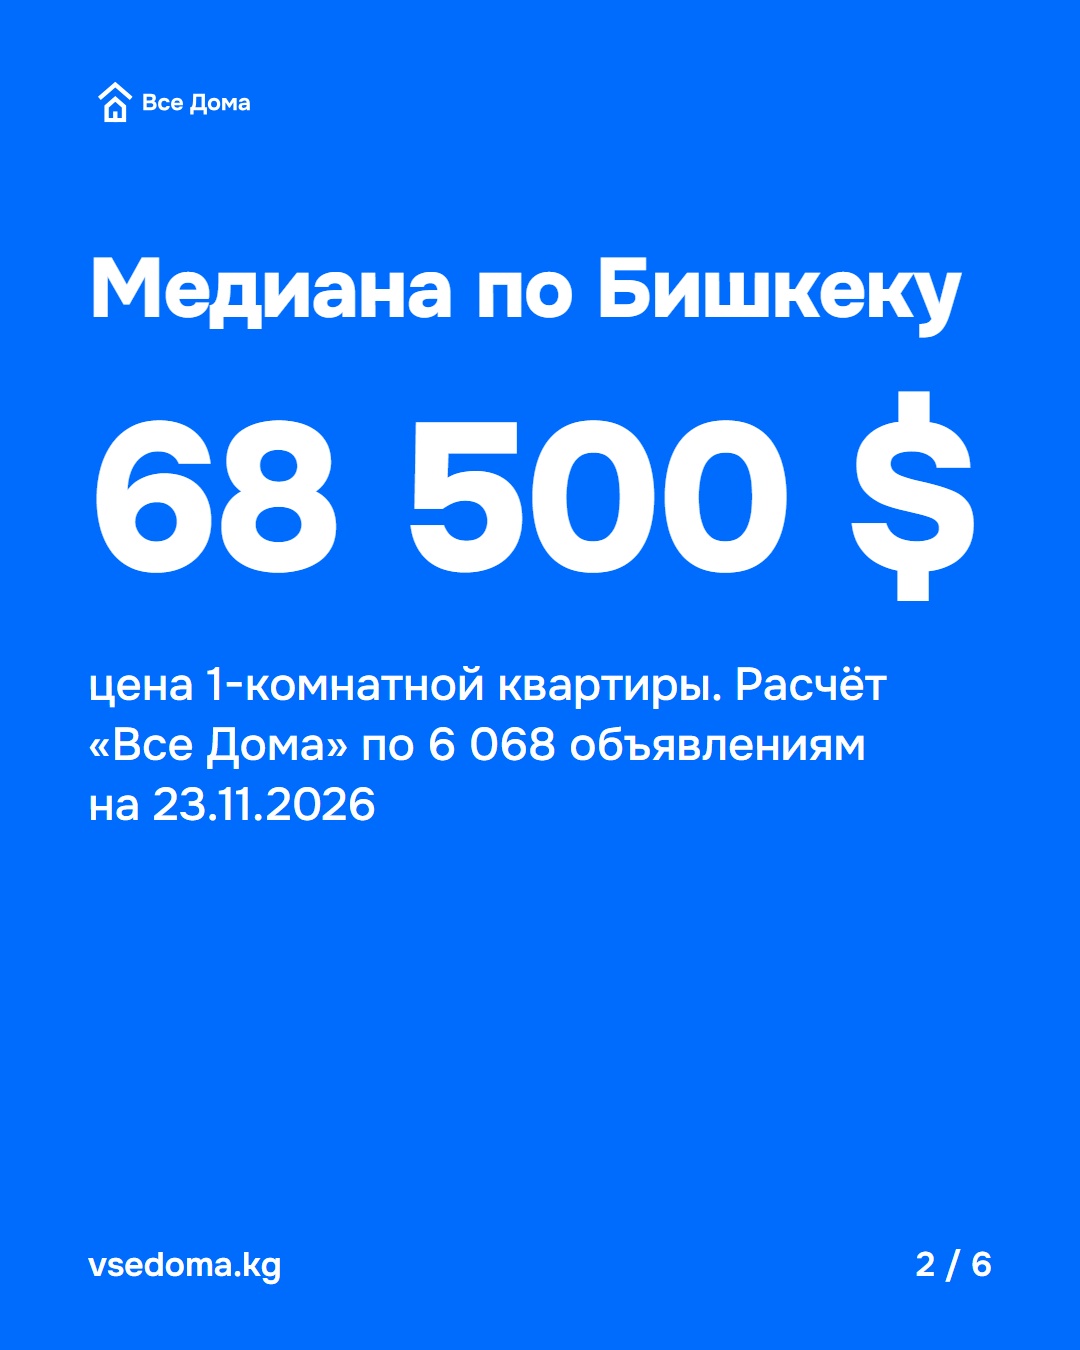 Все Дома
Медиана по Бишкеку
68 500 $
цена 1-комнатной квартиры. Расчёт
«Все Дома» по 6 068 объявлениям
на 23.11.2026
vsedoma.kg
2 / 6